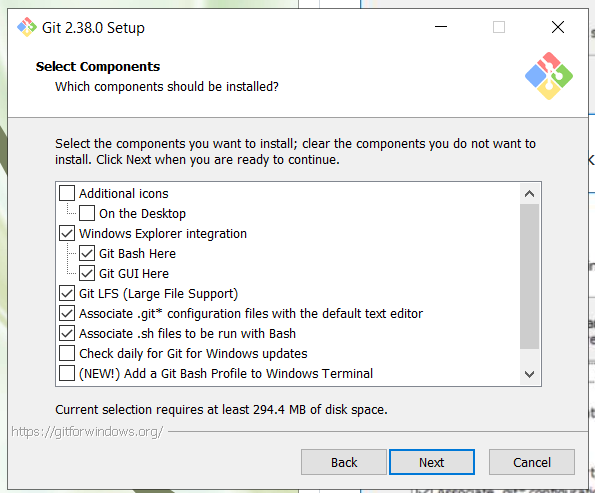 Git 2.38.0 Setup
Select Components
Which components should be installed?
Select the components you want to install; clear the components you do not want to
install. Click Next when you are ready to continue.
Additional icons
On the Desktop
Windows Explorer integration
Git Bash Here
Git GUI Here
Git LFS (Large File Support)
Associate .git* configuration files with the default text editor
Associate .sh files to be run with Bash
Check daily for Git for Windows updates
(NEW!) Add a Git Bash Profile to Windows Terminal
Current selection requires at least 294.4 MB of disk space.
https://gitforwindows.org/
Back
Next
Cancel